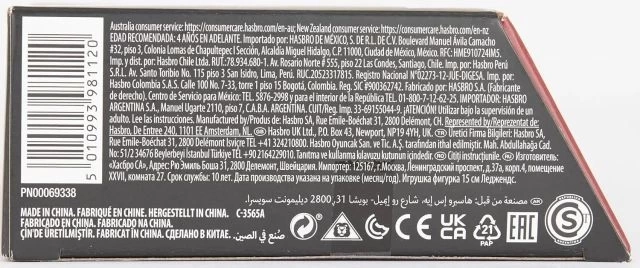 5 010993 981120
PN00069338
Australia consumer service: https://consumercare.hasbro.com/en-au; New Zealand consumer service: https://consumercare.hasbro.com/en-nz
EDAD RECOMENDADA: 4 AÑOS EN ADELANTE. Importado por: HASBRO DE MÉXICO, S. DE R.L. DE C.V. Boulevard Manuel Ávila Camacho
#32, piso 3, Colonia Lomas de Chapultepec I Sección, Alcaldía Miguel Hidalgo, C.P. 11000, Ciudad de México, México. RFC: HME910724IM5.
Imp. y dist. por: Hasbro Chile Ltda. RUT: 78.934.680-1. Av. Rosario Norte # 555, piso 22 Las Condes, Santiago, Chile. Imp. por: Hasbro Perú
S.R.L. Av. Santo Toribio No. 115 piso 3 San Isidro, Lima, Perú. RUC. 20523317815. Registro Nacional N°02273-12-JUE-DIGESA. Imp. por:
Hasbro Colombia S.A.S. Calle 100 No. 7-33, torre 1 piso 15 Bogotá, Colombia. Reg. SIC #900362742. Fabricado por: HASBRO S.A.
Centro de Servicio para México: TEL. 5876-2998 y para el interior de la República TEL. 01-800-7-12-62-25. IMPORTADOR: HASBRO
ARGENTINA S.A., Manuel Ugarte 2110, piso 7, C.A.B.A. ARGENTINA. CUIT/Imp. 33-69155044-9. ¡ATENCIÓN! Utilizar bajo la supervisión de un
adulto. Lee las instrucciones. Manufactured by/Produced by: Hasbro SA, Rue Emile-Boéchat 31, 2800 Delémont, CH. Represented by/Reprezentat de:
Hasbro, De Entree 240, 1101 EE Amsterdam, NL. Hasbro UK Ltd., P.O. Box 43, Newport, NP19 4YH, UK. Üretici Firma Bilgileri: Hasbro SA,
Rue Emile-Boéchat 31, 2800 Delémont İsviçre TEL +41 324210800. Hasbro Oyuncak San. ve Tic. A.Ş. tarafından ithal edilmiştir. Mah. Abdullahağa Cad.
No: 51/234676 Beylerbeyi İstanbul Türkiye TEL +90 2164229010. Tanıtma ve kullanma kılavuzu kutunun içindedir. Citiți instrucțiunile. Изготовитель:
«Хасбро СА», Адрес: Рю Эмиль Боэша 31, 2800 Делемонт, Швейцария. Импортер: 125167, г.Москва, Ленинградский проспект, д.37а, корп.4, помещение
XXVII, комната 27. Срок службы: 10 лет. Дата производства указана на упаковке (месяц/год). Игрушка фигурка 15 см Леджендс.
مصنعة من قبل: هاسبرو إس إيه، شارع رو إميل- بويشا 31, 2800 ديليمونت سويسرا.
MADE IN CHINA. FABRIQUÉ EN CHINE. HERGESTELLT IN CHINA. C-3565A
FABRICADO EN CHINA. FABRICADO NA CHINA.
ÇİN'DE ÜRETİLMİŞTİR. FABRICAT ÎN CHINA. СДЕЛАНО В КИТАЕ. صنع في الصين.
CE
UK
CA
21
PAP
EAC
S